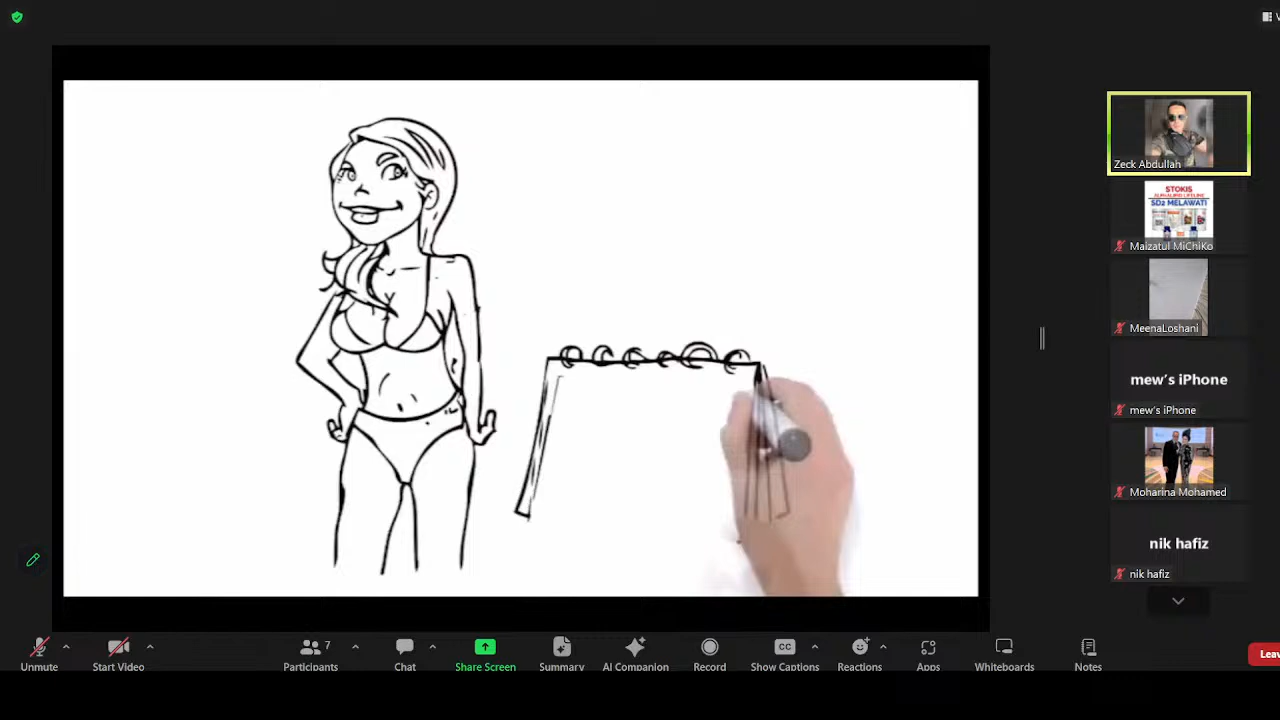 Zeck Abdullah
STOKIS
SD2 MELAWATI
Maizatul MiChiKo
MeenaLoshani
mew's iPhone
mew's iPhone
Moharina Mohamed
nik hafiz
nik hafiz
7
CC
Unmute
Start Video
Participants
Chat
Share Screen
Summary
AI Companion
Record
Show Captions
Reactions
Apps
Whiteboards
Notes
Leav